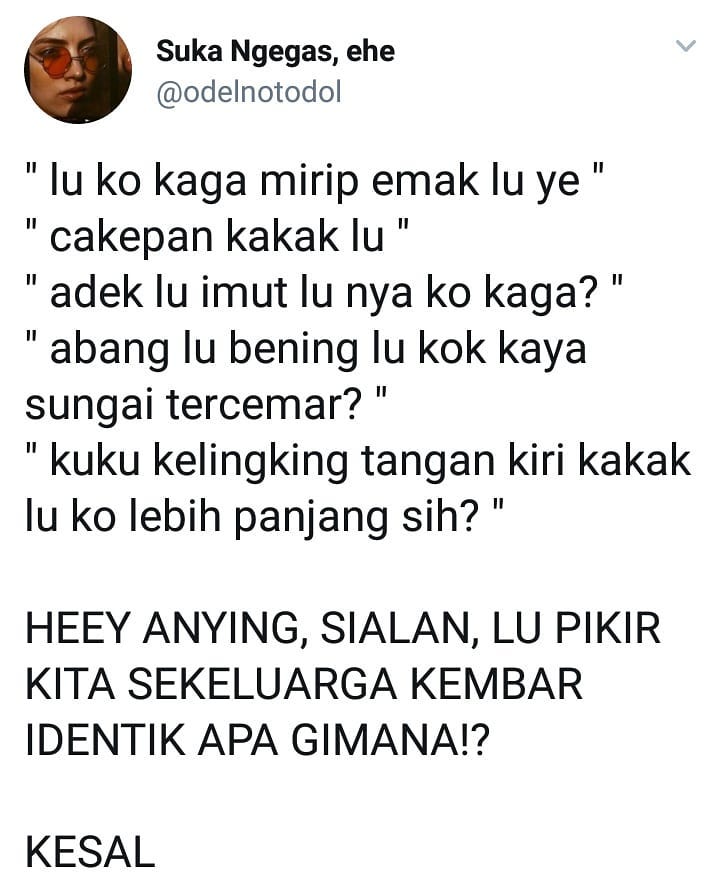 Suka Ngegas, ehe
@odelnotodol
" lu ko kaga mirip emak lu ye "
" cakepan kakak lu "
" adek lu imut lu nya ko kaga? "
" abang lu bening lu kok kaya
sungai tercemar? "
" kuku kelingking tangan kiri kakak
lu ko lebih panjang sih? "
HEEY ANYING, SIALAN, LU PIKIR
KITA SEKELUARGA KEMBAR
IDENTIK APA GIMANA!?
KESAL